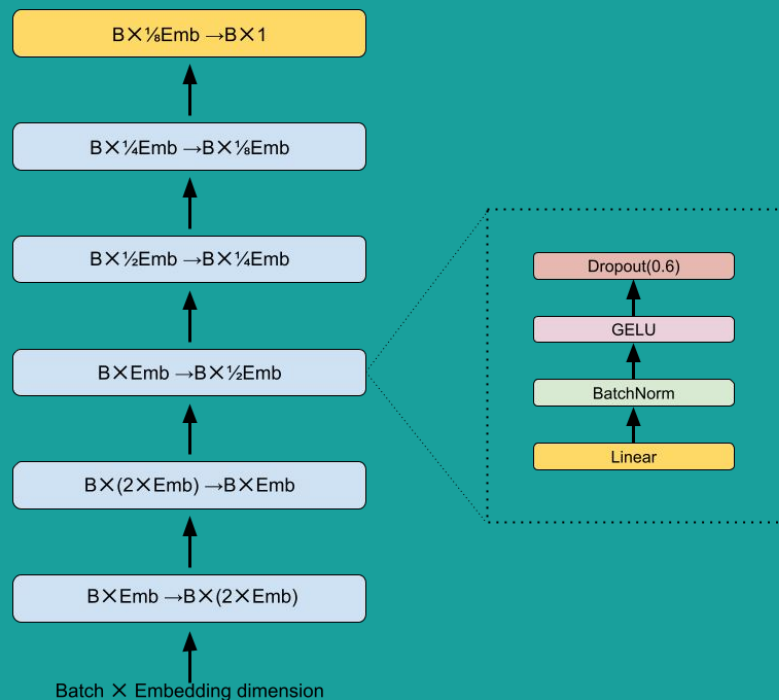 B×⅛Emb →B×1
B×¼Emb →B×⅛Emb
B×½Emb →B×¼Emb
B×Emb →B×½Emb
B×(2×Emb) →B×Emb
B×Emb →B×(2×Emb)
Batch × Embedding dimension
Dropout(0.6)
GELU
BatchNorm
Linear